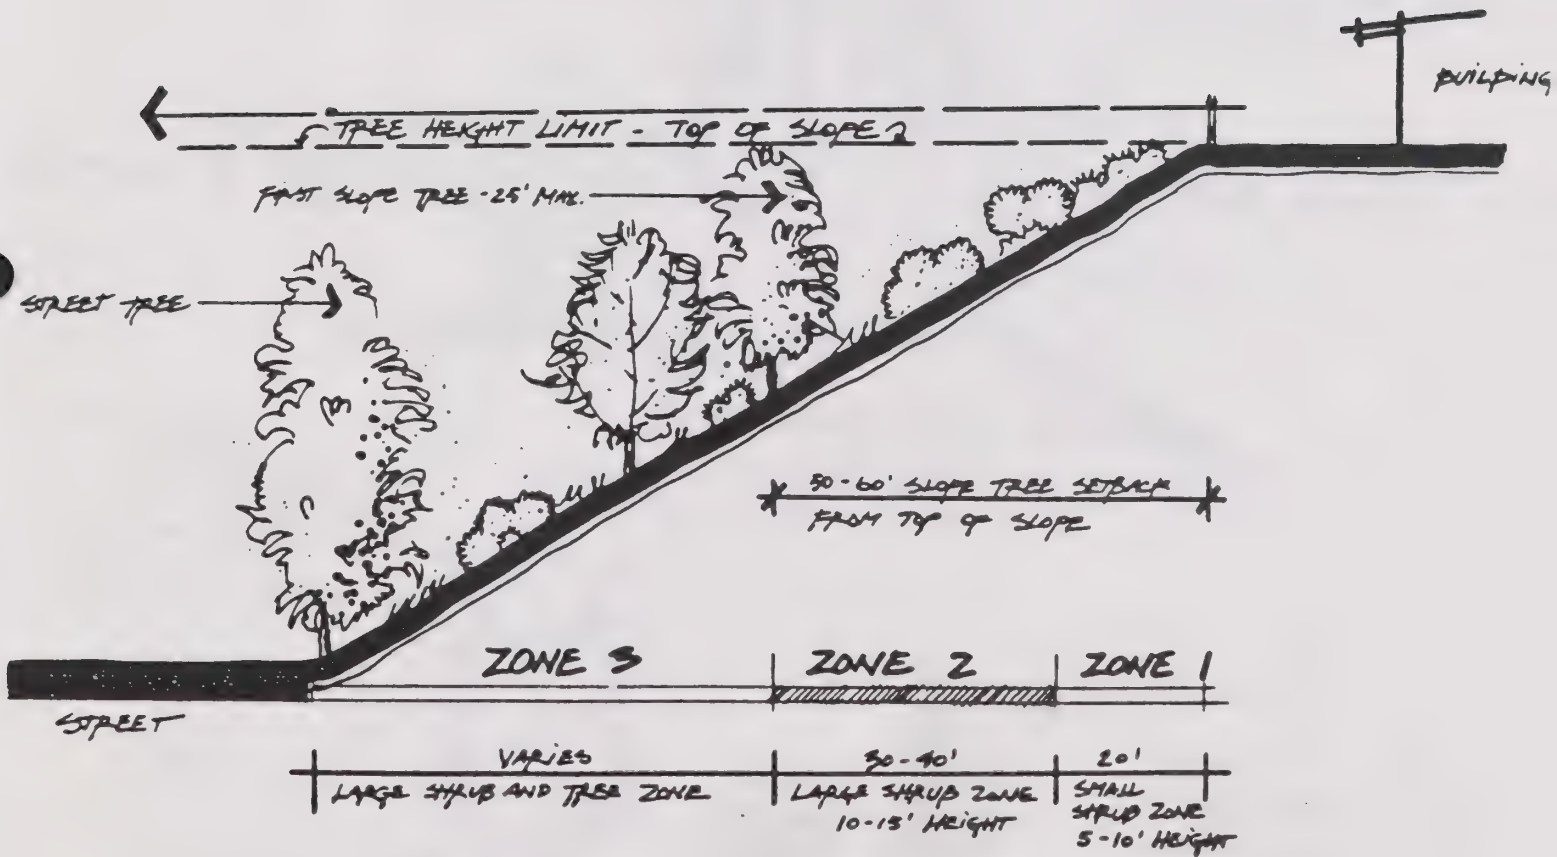 BUILDING
TREE HEIGHT LIMIT - TOP OF SLOPE
FIRST SLOPE TREE - 25' MAX.
STREET TREE
50-60' SLOPE TREE SETBACK
FROM TOP OF SLOPE
ZONE 3 ZONE 2 ZONE 1
STREET
VARIES 30-40' 20'
LARGE SHRUB AND TREE ZONE
LARGE SHRUB ZONE
10-15' HEIGHT
SMALL
SHRUB ZONE
5-10' HEIGHT